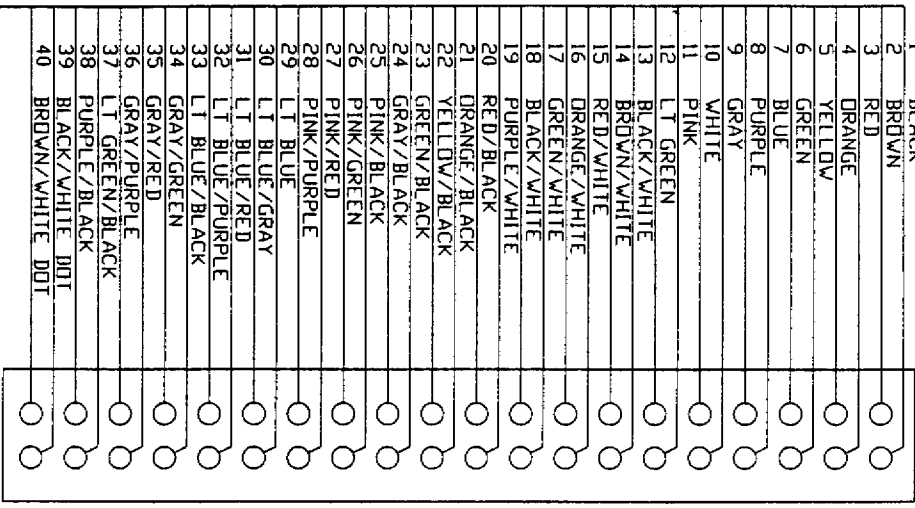 2 BROWN
3 RED
4 ORANGE
5 YELLOW
6 GREEN
7 BLUE
8 PURPLE
9 GRAY
10 WHITE
11 PINK
12 LT GREEN
13 BLACK/WHITE
14 BROWN/WHITE
15 RED/WHITE
16 ORANGE/WHITE
17 GREEN/WHITE
18 BLACK/WHITE
19 PURPLE/WHITE
20 RED/BLACK
21 ORANGE/BLACK
22 YELLOW/BLACK
23 GREEN/BLACK
24 GRAY/BLACK
25 PINK/BLACK
26 PINK/GREEN
27 PINK/RED
28 PINK/PURPLE
29 LT BLUE
30 LT BLUE/GRAY
31 LT BLUE/RED
32 LT BLUE/PURPLE
33 LT BLUE/BLACK
34 GRAY/GREEN
35 GRAY/RED
36 GRAY/PURPLE
37 LT GREEN/BLACK
38 PURPLE/BLACK
39 BLACK/WHITE DOT
40 BROWN/WHITE DOT